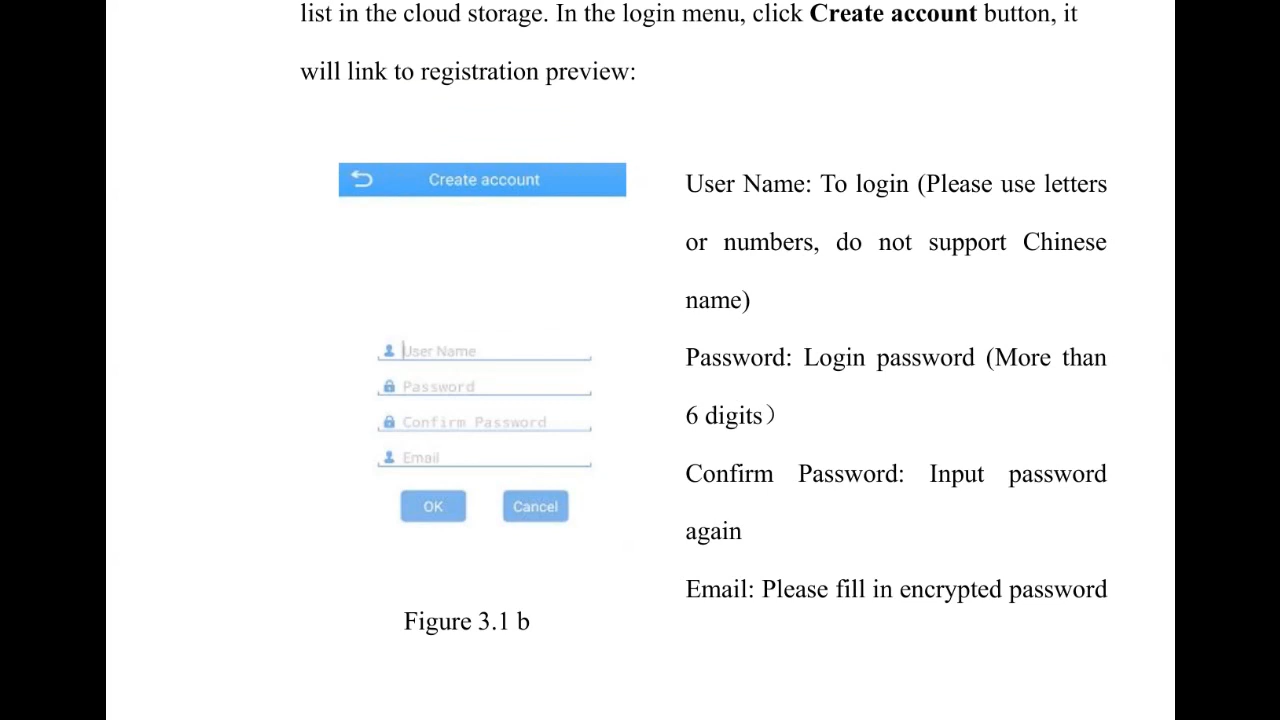 list in the cloud storage. In the login menu, click Create account button, it
will link to registration preview:
Create account
User Name
Password
Confirm Password
Email
OK
Cancel
Figure 3.1 b
User Name: To login (Please use letters
or numbers, do not support Chinese
name)
Password: Login password (More than
6 digits）
Confirm Password: Input password
again
Email: Please fill in encrypted password